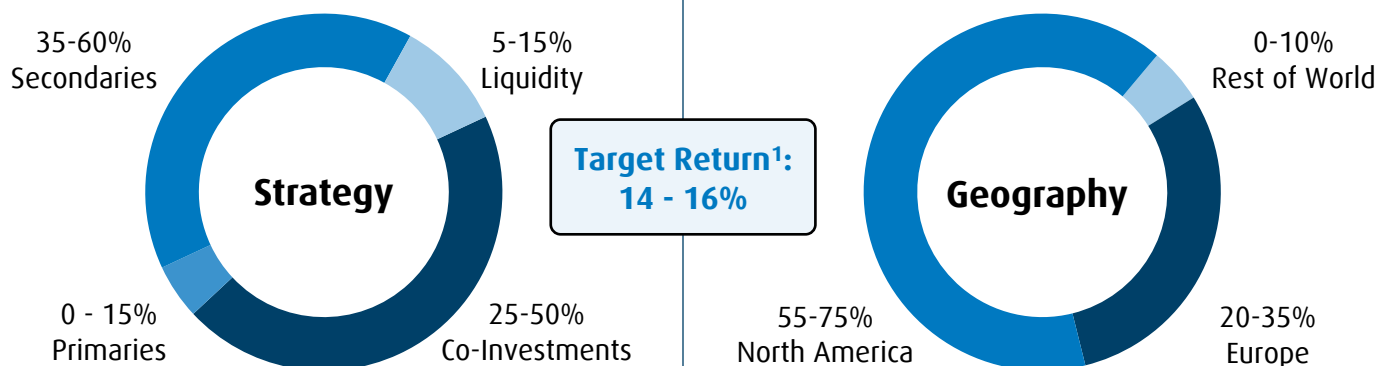 35-60%
Secondaries
5-15%
Liquidity
Strategy
0 - 15%
Primaries
25-50%
Co-Investments
Target Return¹:
14 - 16%
0-10%
Rest of World
Geography
55-75%
North America
20-35%
Europe